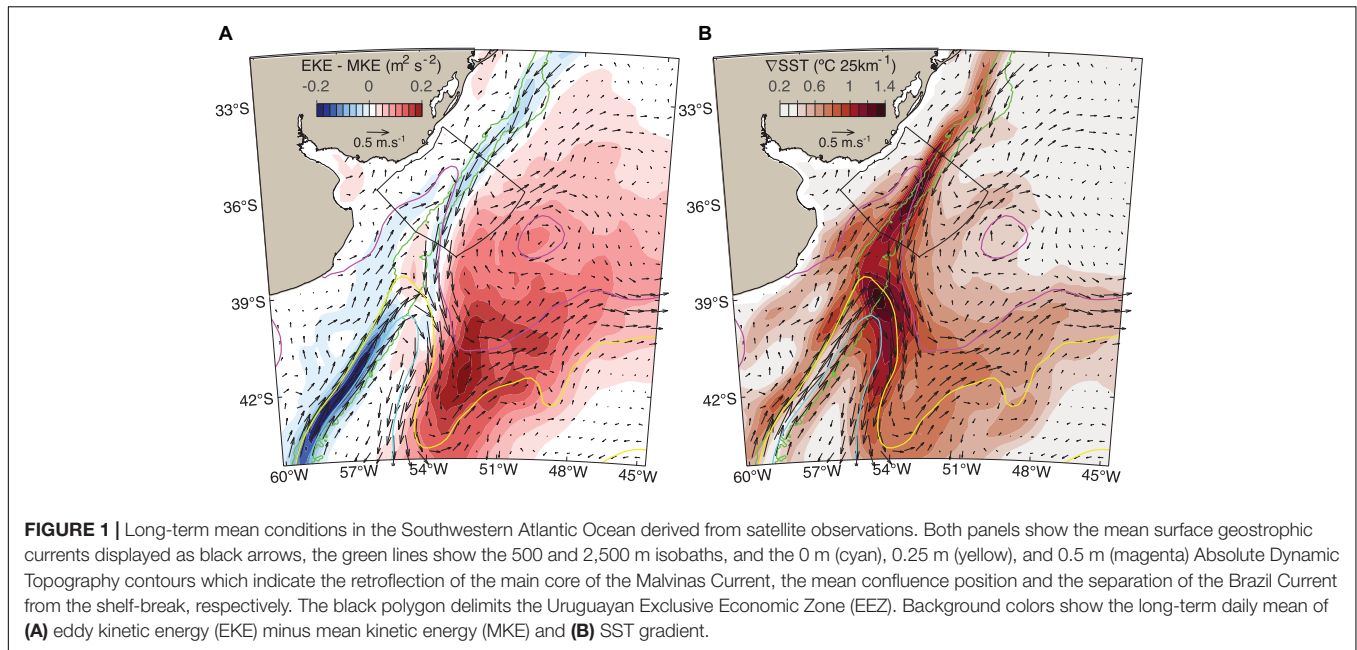 A
B
EKE - MKE (m² s⁻²)
-0.2 0 0.2
0.5 m.s⁻¹
∇SST (ºC 25km⁻¹)
0.2 0.6 1 1.4
0.5 m.s⁻¹
33°S
36°S
39°S
42°S
60°W 57°W 54°W 51°W 48°W 45°W
33°S
36°S
39°S
42°S
60°W 57°W 54°W 51°W 48°W 45°W
FIGURE 1 | Long-term mean conditions in the Southwestern Atlantic Ocean derived from satellite observations. Both panels show the mean surface geostrophic
currents displayed as black arrows, the green lines show the 500 and 2,500 m isobaths, and the 0 m (cyan), 0.25 m (yellow), and 0.5 m (magenta) Absolute Dynamic
Topography contours which indicate the retroflection of the main core of the Malvinas Current, the mean confluence position and the separation of the Brazil Current
from the shelf-break, respectively. The black polygon delimits the Uruguayan Exclusive Economic Zone (EEZ). Background colors show the long-term daily mean of
(A) eddy kinetic energy (EKE) minus mean kinetic energy (MKE) and (B) SST gradient.